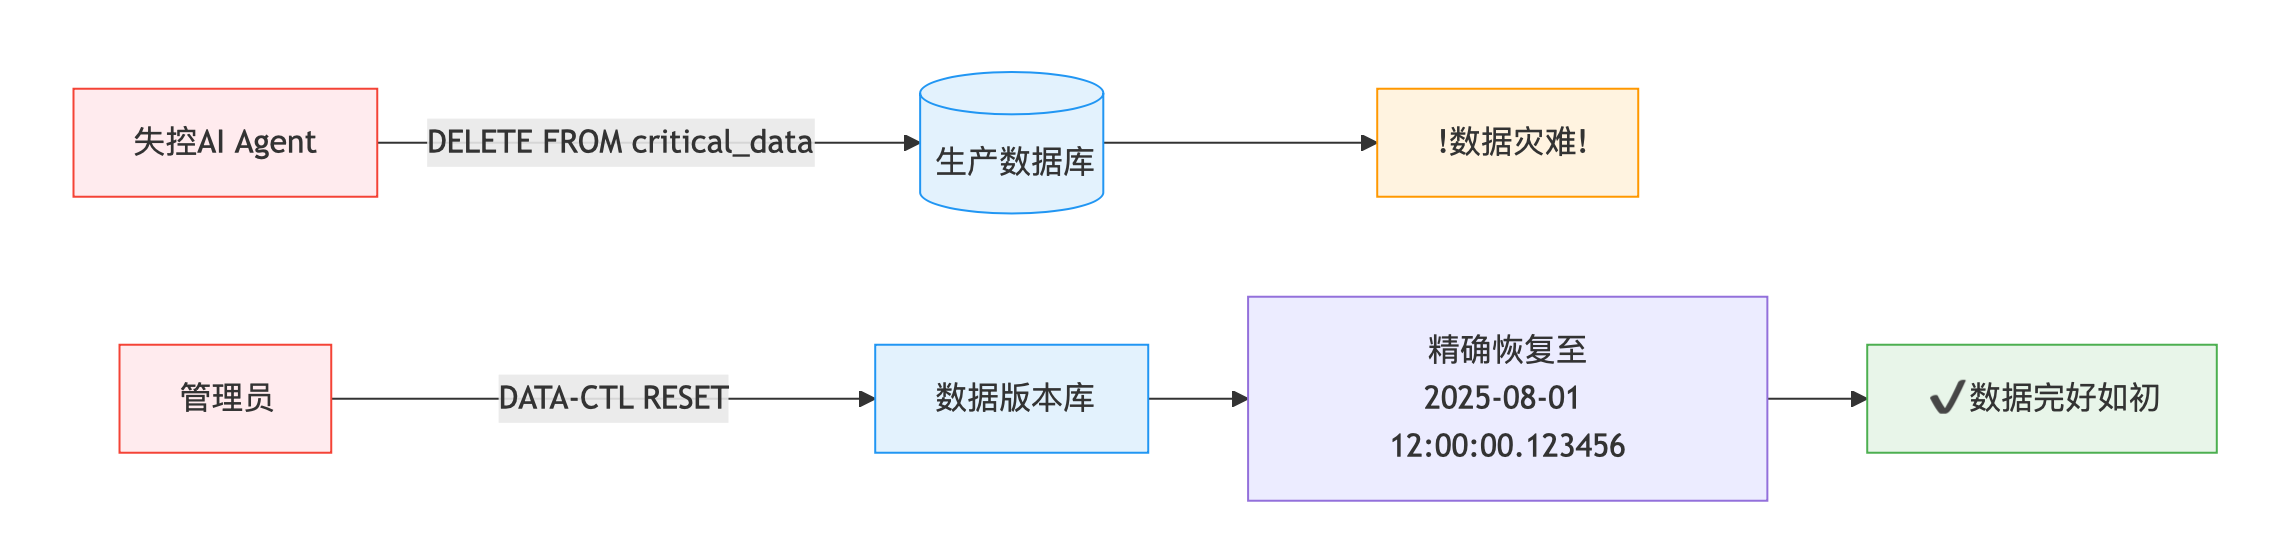 失控AI Agent
DELETE FROM critical_data
生产数据库
!数据灾难!
管理员
DATA-CTL RESET
数据版本库
精确恢复至
2025-08-01
12:00:00.123456
✔数据完好如初